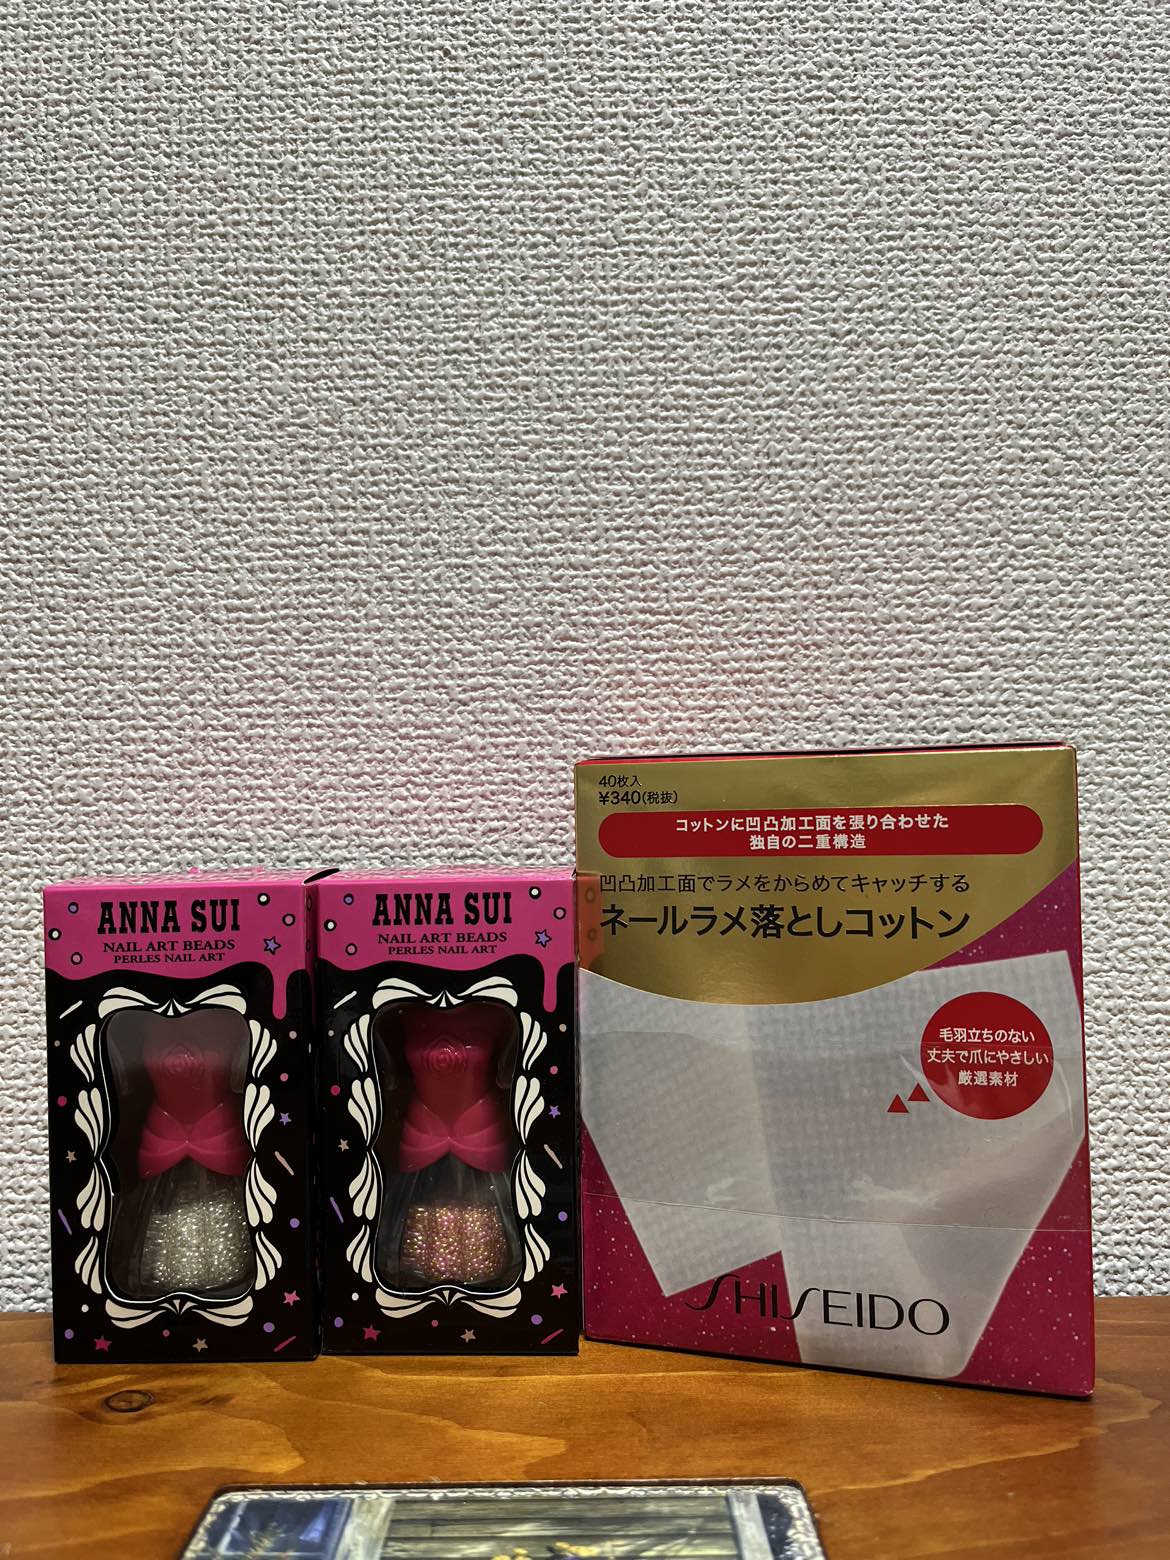 ANNA SUI
NAIL ART BEADS
PERLES NAIL ART
ANNA SUI
NAIL ART BEADS
PERLES NAIL ART
40枚入
¥340(税抜)
コットンに凹凸加工面を張り合わせた
独自の二重構造
凹凸加工面でラメをからめてキャッチする
ネールラメ落としコットン
毛羽立ちのない
丈夫で爪にやさしい
厳選素材
SHISEIDO